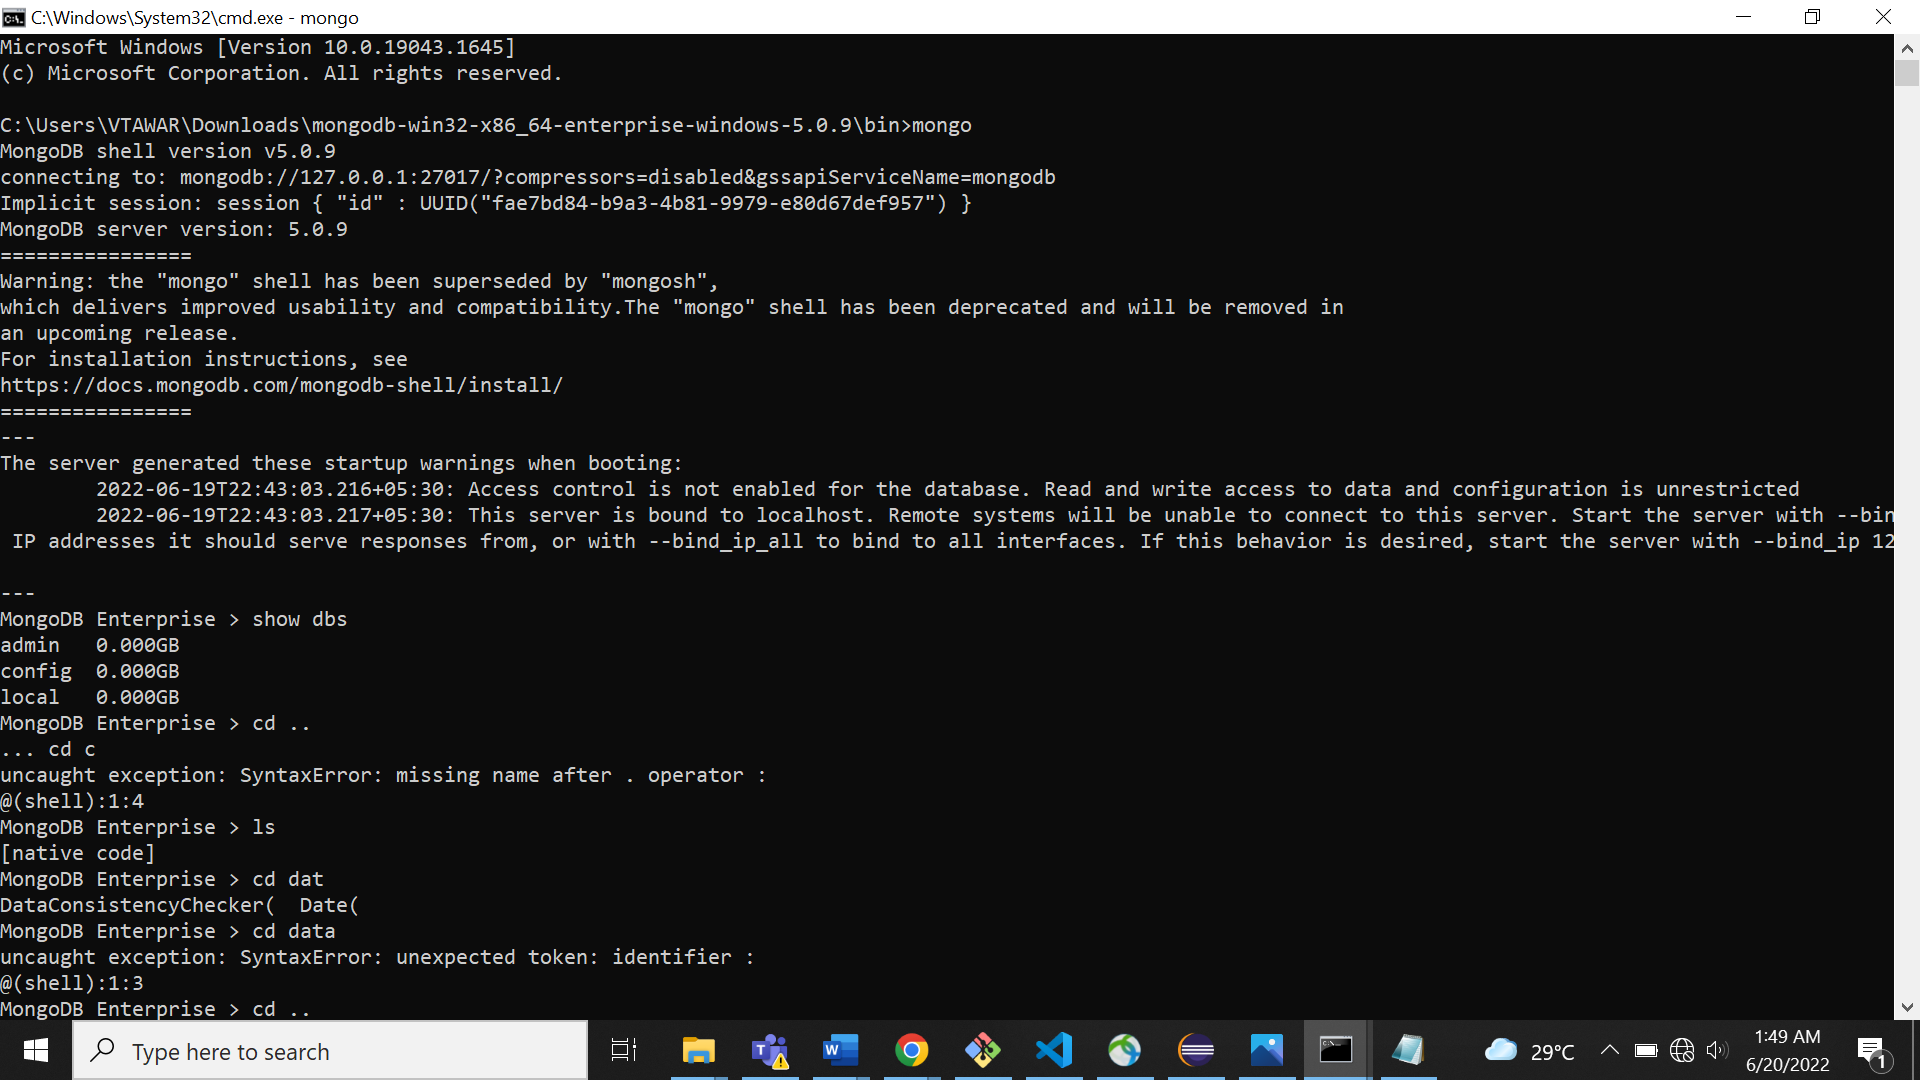 C:\Windows\System32\cmd.exe - mongo
Microsoft Windows [Version 10.0.19043.1645]
(c) Microsoft Corporation. All rights reserved.
C:\Users\VTAWAR\Downloads\mongodb-win32-x86_64-enterprise-windows-5.0.9\bin>mongo
MongoDB shell version v5.0.9
connecting to: mongodb://127.0.0.1:27017/?compressors=disabled&gssapiServiceName=mongodb
Implicit session: session { "id" : UUID("fae7bd84-b9a3-4b81-9979-e80d67def957") }
MongoDB server version: 5.0.9
================
Warning: the "mongo" shell has been superseded by "mongosh",
which delivers improved usability and compatibility.The "mongo" shell has been deprecated and will be removed in
an upcoming release.
For installation instructions, see
https://docs.mongodb.com/mongodb-shell/install/
================
---
The server generated these startup warnings when booting:
        2022-06-19T22:43:03.216+05:30: Access control is not enabled for the database. Read and write access to data and configuration is unrestricted
        2022-06-19T22:43:03.217+05:30: This server is bound to localhost. Remote systems will be unable to connect to this server. Start the server with --bin
 IP addresses it should serve responses from, or with --bind_ip_all to bind to all interfaces. If this behavior is desired, start the server with --bind_ip 12
---
MongoDB Enterprise > show dbs
admin   0.000GB
config  0.000GB
local   0.000GB
MongoDB Enterprise > cd ..
... cd c
uncaught exception: SyntaxError: missing name after . operator :
@(shell):1:4
MongoDB Enterprise > ls
[native code]
MongoDB Enterprise > cd dat
DataConsistencyChecker(  Date(
MongoDB Enterprise > cd data
uncaught exception: SyntaxError: unexpected token: identifier :
@(shell):1:3
MongoDB Enterprise > cd ..
Type here to search
29°C
1:49 AM
6/20/2022
1